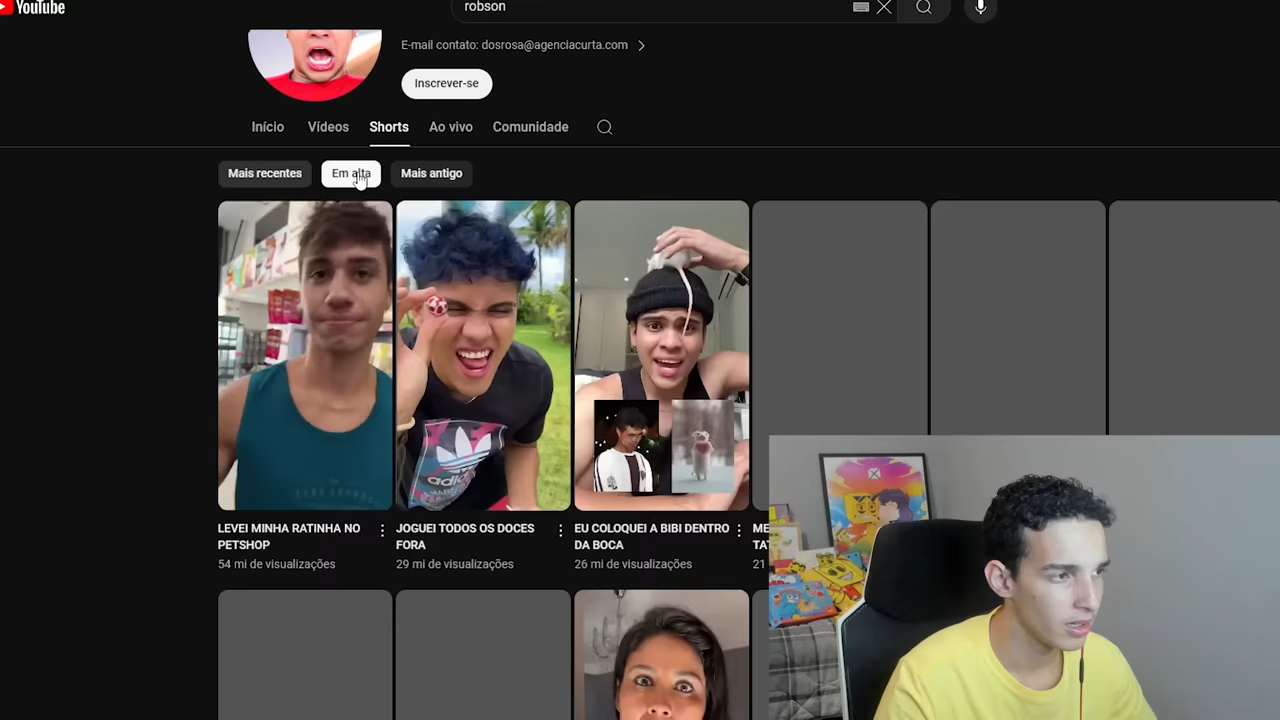 YouTube
robson
E-mail contato: dosrosa@agenciacurta.com
Inscrever-se
Início Vídeos Shorts Ao vivo Comunidade
Mais recentes Em alta Mais antigo
adidas
LEVEI MINHA RATINHA NO
PETSHOP
54 mi de visualizações
JOGUEI TODOS OS DOCES
FORA
29 mi de visualizações
EU COLOQUEI A BIBI DENTRO
DA BOCA
26 mi de visualizações
21